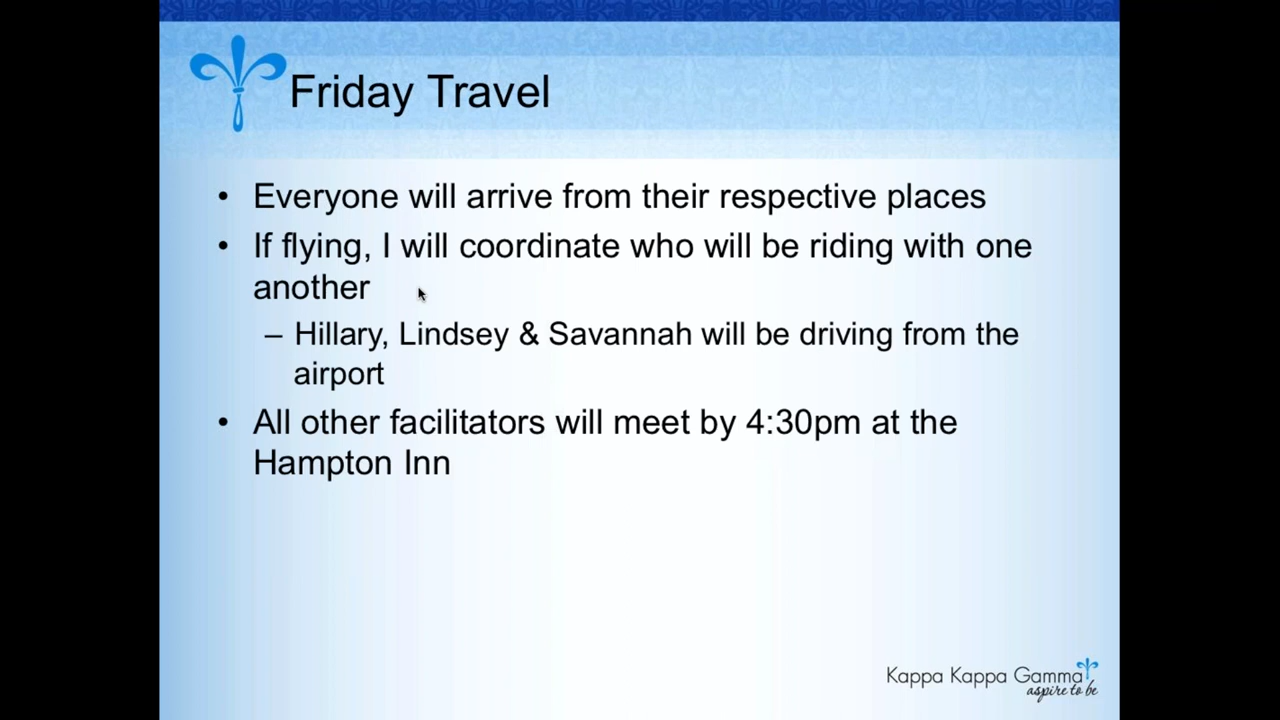 Friday Travel
• Everyone will arrive from their respective places
• If flying, I will coordinate who will be riding with one
another
– Hillary, Lindsey & Savannah will be driving from the
airport
• All other facilitators will meet by 4:30pm at the
Hampton Inn
Kappa Kappa Gamma
aspire to be